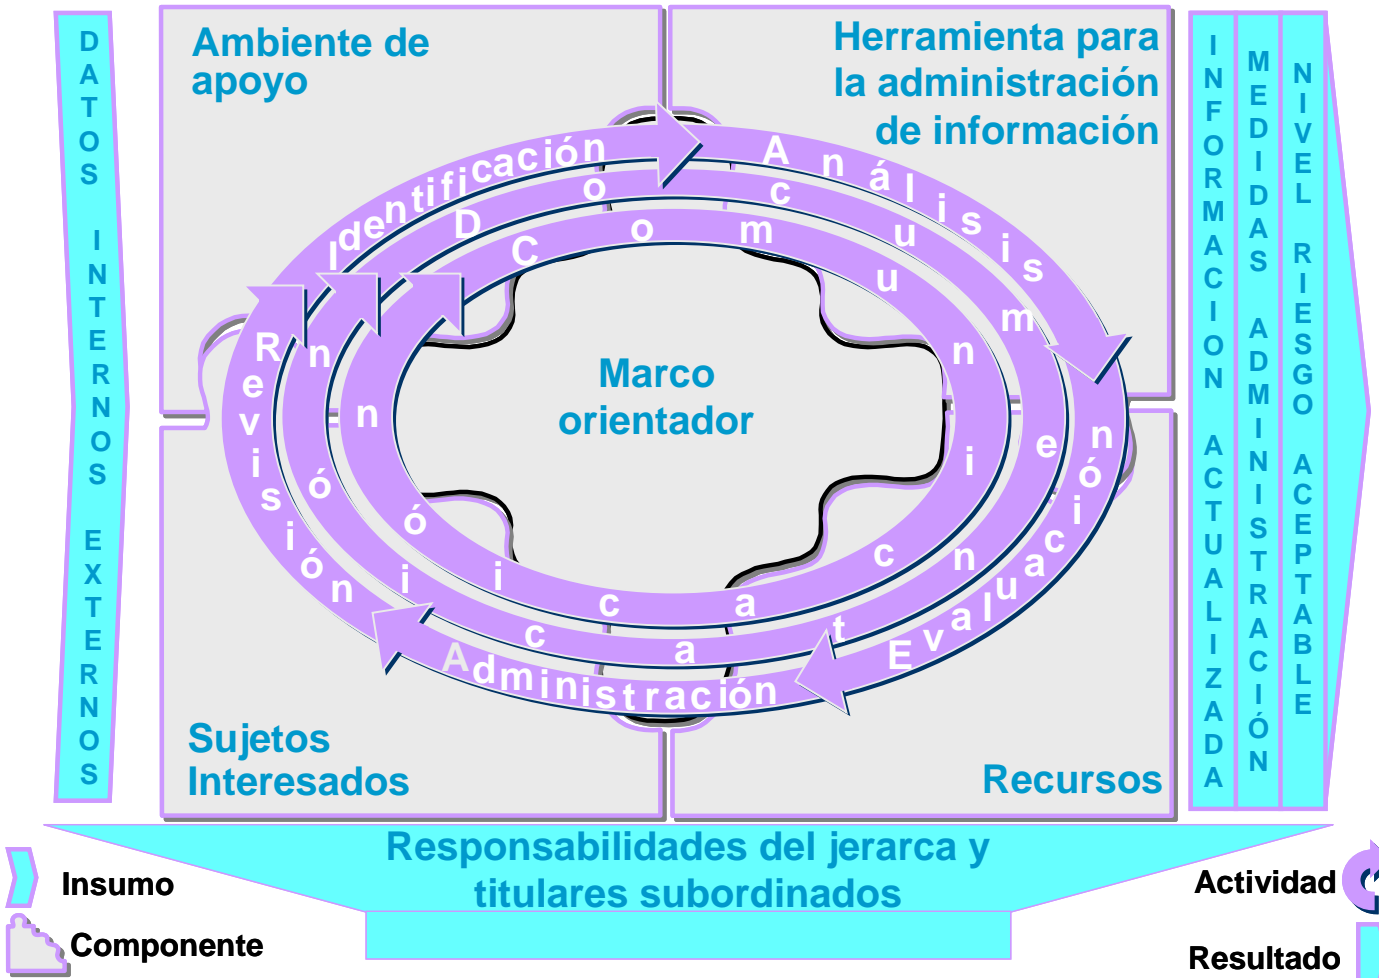 DATOS INTERNOS EXTERNOS
Ambiente de
apoyo
Herramienta para
la administración
de información
Identificación
Análisis
Evaluación
Administración
Revisión
Documentación
Comunicación
Marco
orientador
Sujetos
Interesados
Recursos
INFORMACION ACTUALIZADA
MEDIDAS ADMINISTRACIÓN
NIVEL RIESGO ACEPTABLE
Responsabilidades del jerarca y
titulares subordinados
Insumo
Componente
Actividad
Resultado